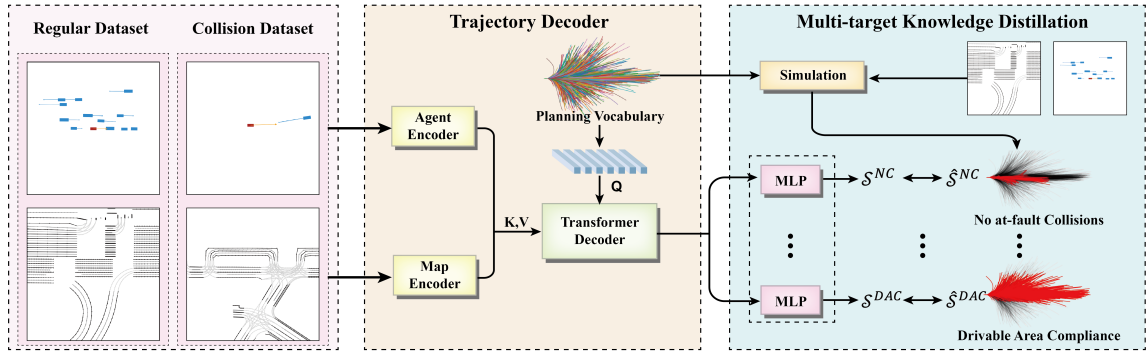 Regular Dataset
Collision Dataset
Trajectory Decoder
Agent
Encoder
Map
Encoder
K,V
Planning Vocabulary
Q
Transformer
Decoder
Multi-target Knowledge Distillation
Simulation
MLP
S^NC
Ŝ^NC
No at-fault Collisions
MLP
S^DAC
Ŝ^DAC
Drivable Area Compliance